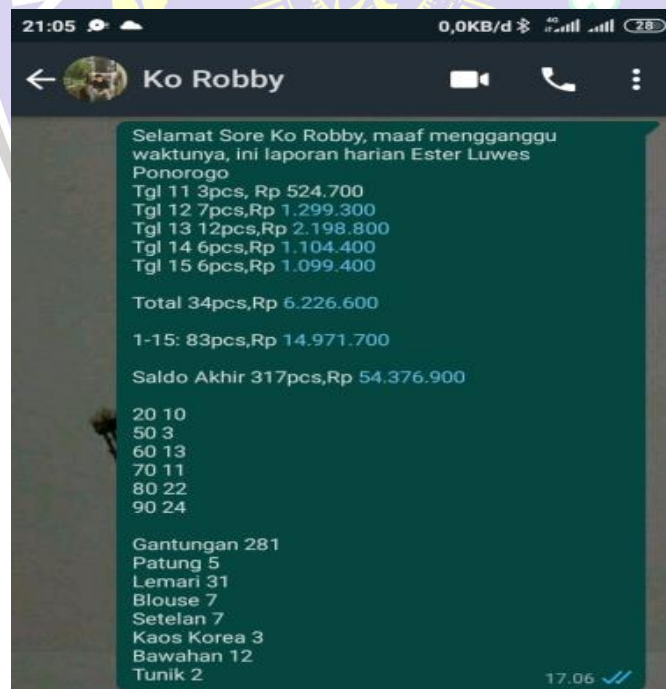 21:05 0,0KB/d 4G 28
Ko Robby
Selamat Sore Ko Robby, maaf mengganggu
waktunya, ini laporan harian Ester Luwes
Ponorogo
Tgl 11 3pcs, Rp 524.700
Tgl 12 7pcs,Rp 1.299.300
Tgl 13 12pcs,Rp 2.198.800
Tgl 14 6pcs,Rp 1.104.400
Tgl 15 6pcs,Rp 1.099.400
Total 34pcs,Rp 6.226.600
1-15: 83pcs,Rp 14.971.700
Saldo Akhir 317pcs,Rp 54.376.900
20 10
50 3
60 13
70 11
80 22
90 24
Gantungan 281
Patung 5
Lemari 31
Blouse 7
Setelan 7
Kaos Korea 3
Bawahan 12
Tunik 2
17.06